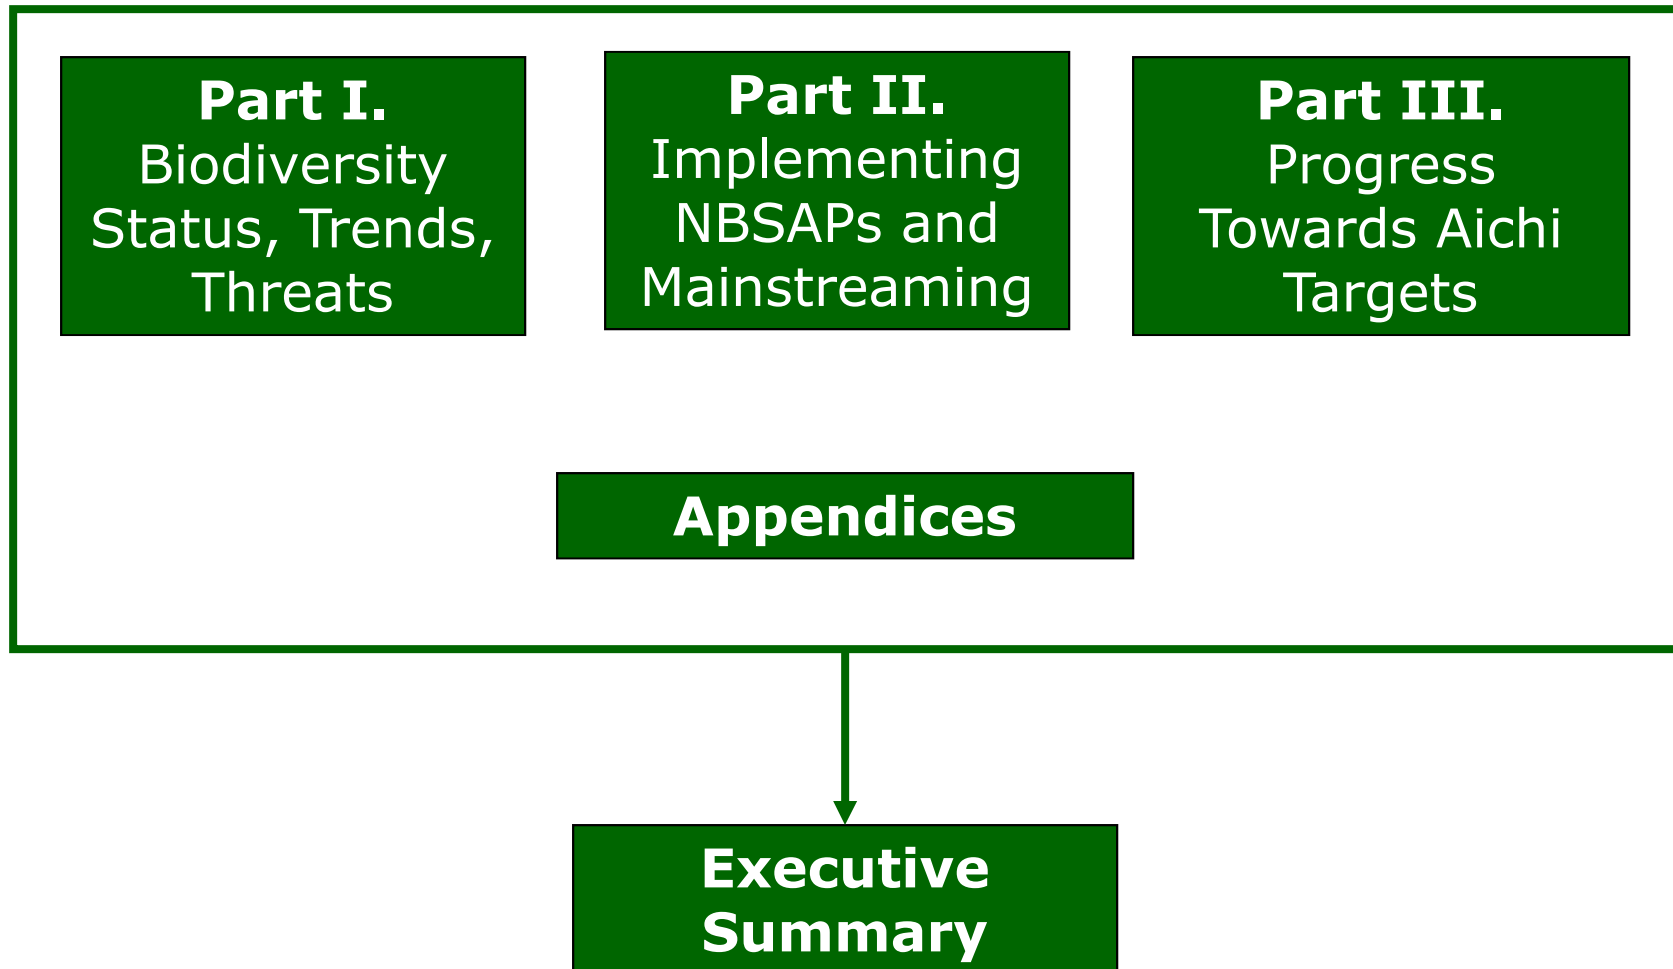 Part I.
Biodiversity
Status, Trends,
Threats
Part II.
Implementing
NBSAPs and
Mainstreaming
Part III.
Progress
Towards Aichi
Targets
Appendices
Executive
Summary